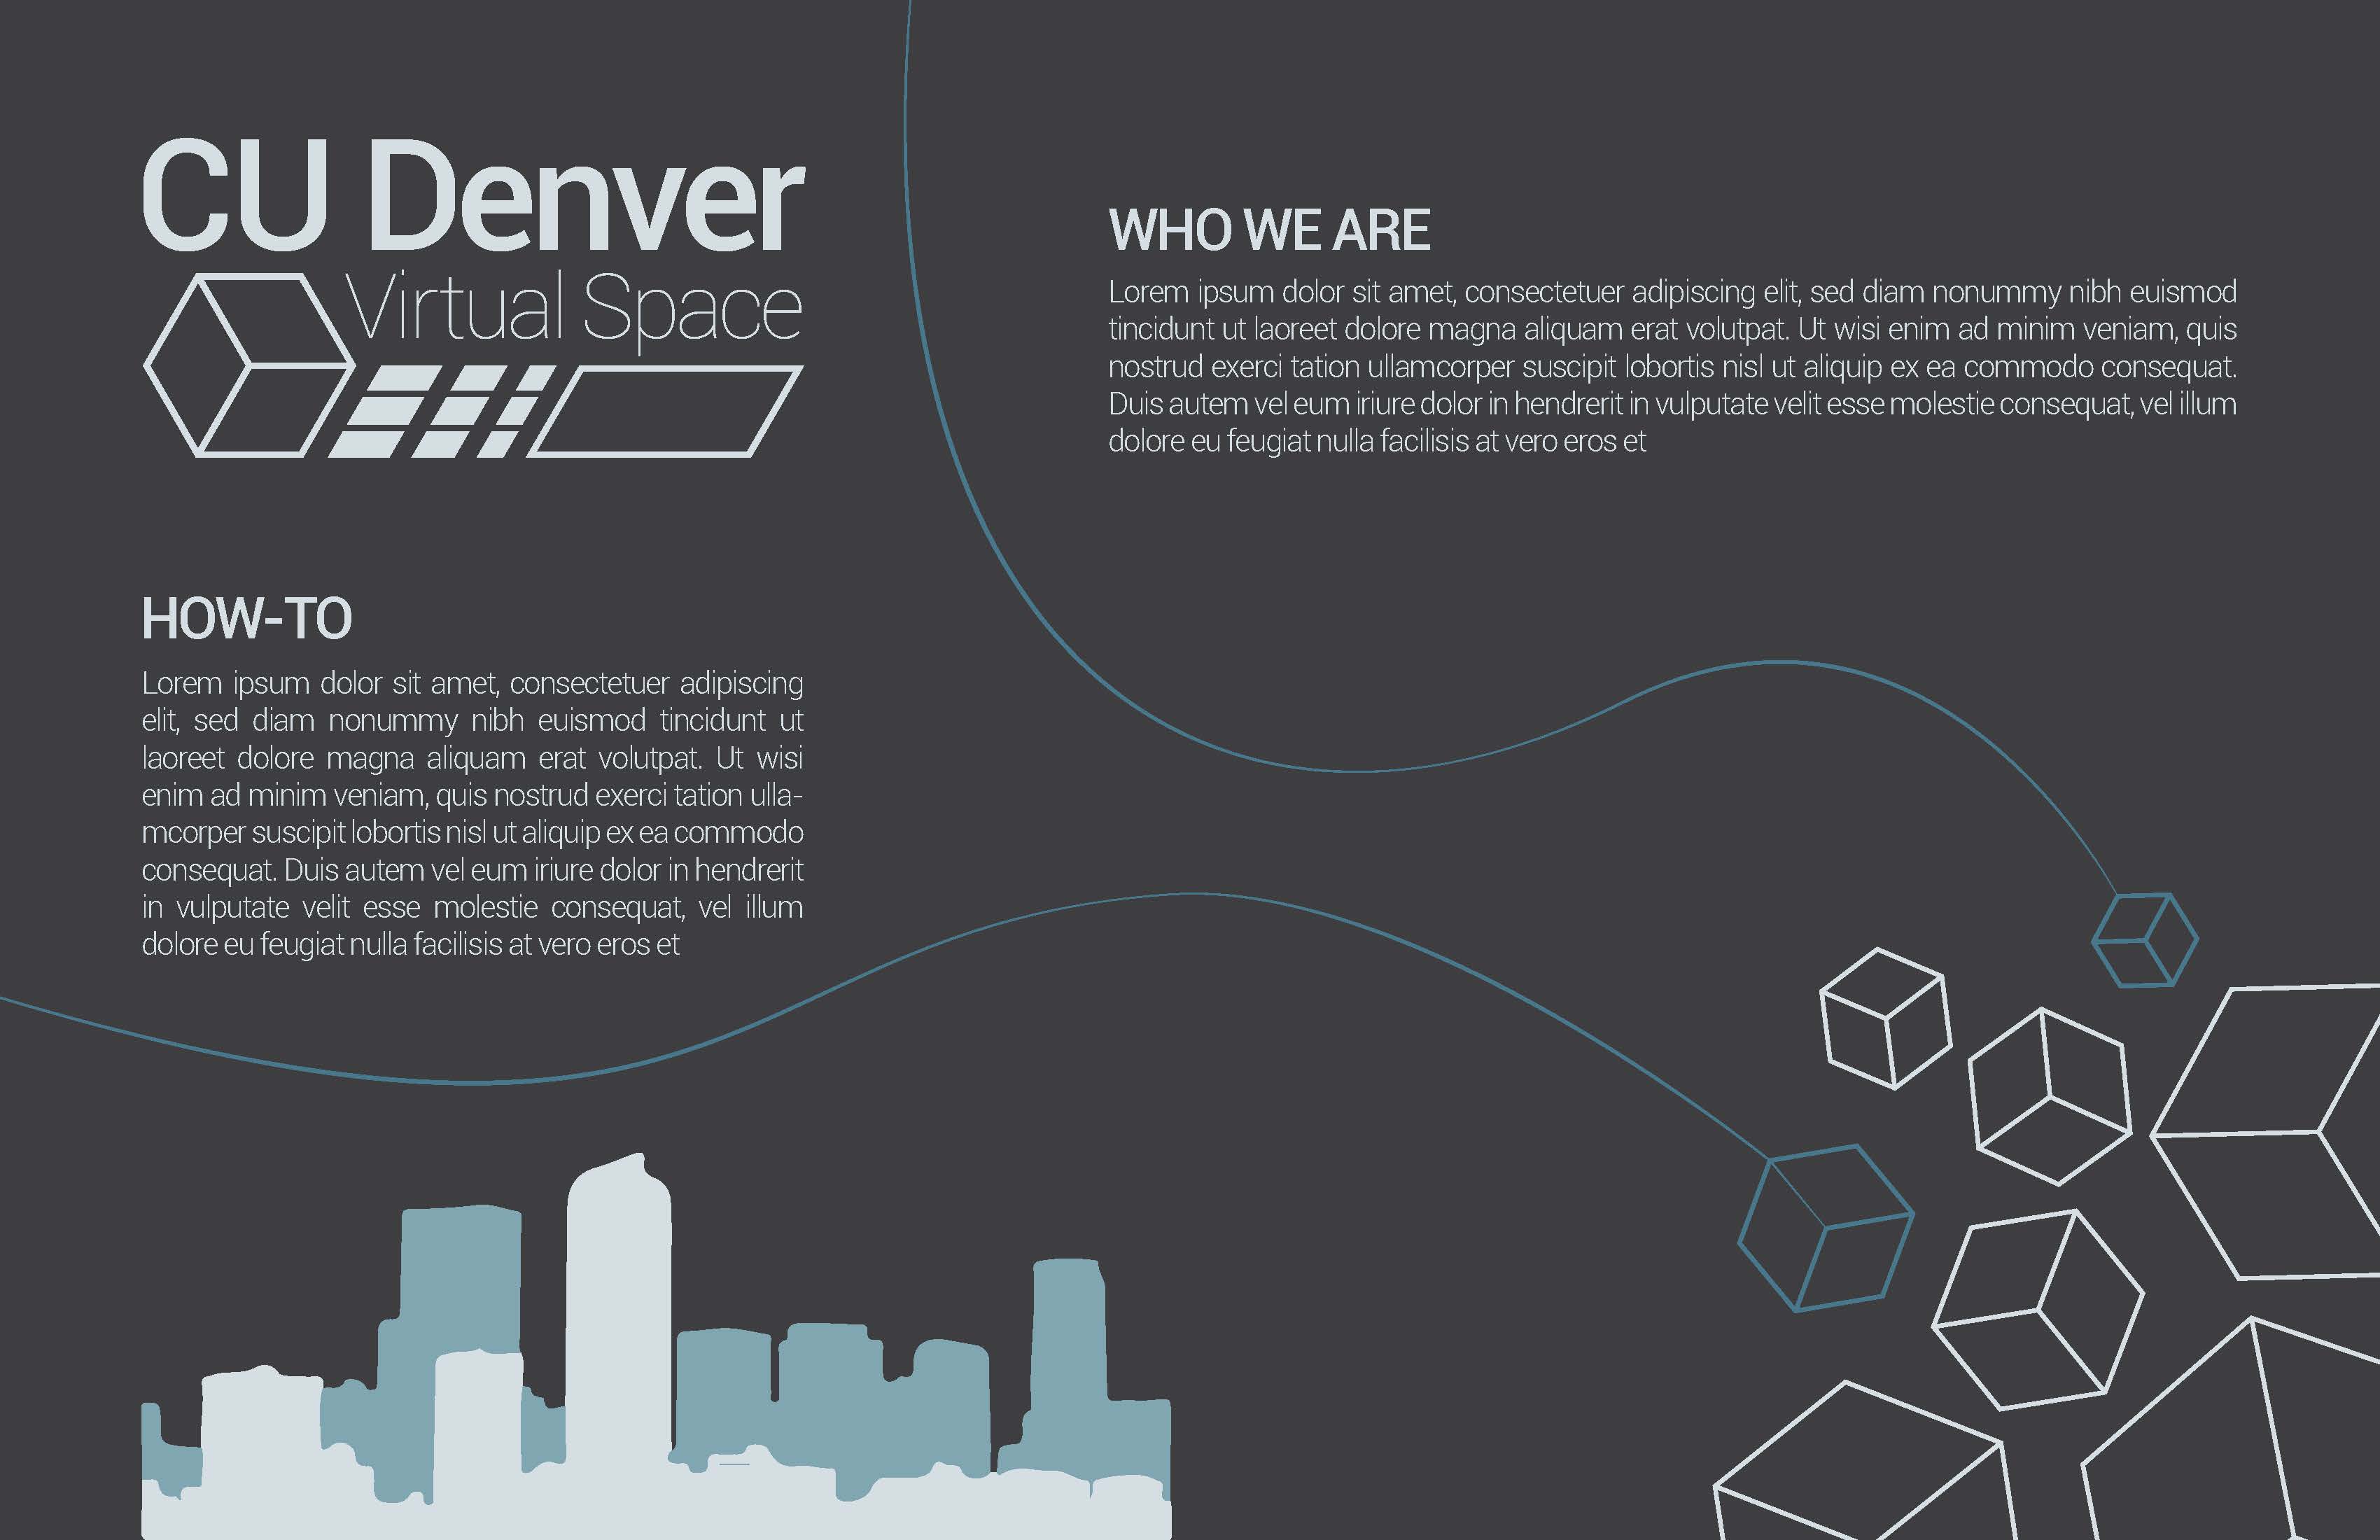 CU Denver
Virtual Space
HOW-TO
Lorem ipsum dolor sit amet, consectetuer adipiscing
elit, sed diam nonummy nibh euismod tincidunt ut
laoreet dolore magna aliquam erat volutpat. Ut wisi
enim ad minim veniam, quis nostrud exerci tation ulla-
mcorper suscipit lobortis nisl ut aliquip ex ea commodo
consequat. Duis autem vel eum iriure dolor in hendrerit
in vulputate velit esse molestie consequat, vel illum
dolore eu feugiat nulla facilisis at vero eros et
WHO WE ARE
Lorem ipsum dolor sit amet, consectetuer adipiscing elit, sed diam nonummy nibh euismod
tincidunt ut laoreet dolore magna aliquam erat volutpat. Ut wisi enim ad minim veniam, quis
nostrud exerci tation ullamcorper suscipit lobortis nisl ut aliquip ex ea commodo consequat.
Duis autem vel eum iriure dolor in hendrerit in vulputate velit esse molestie consequat, vel illum
dolore eu feugiat nulla facilisis at vero eros et